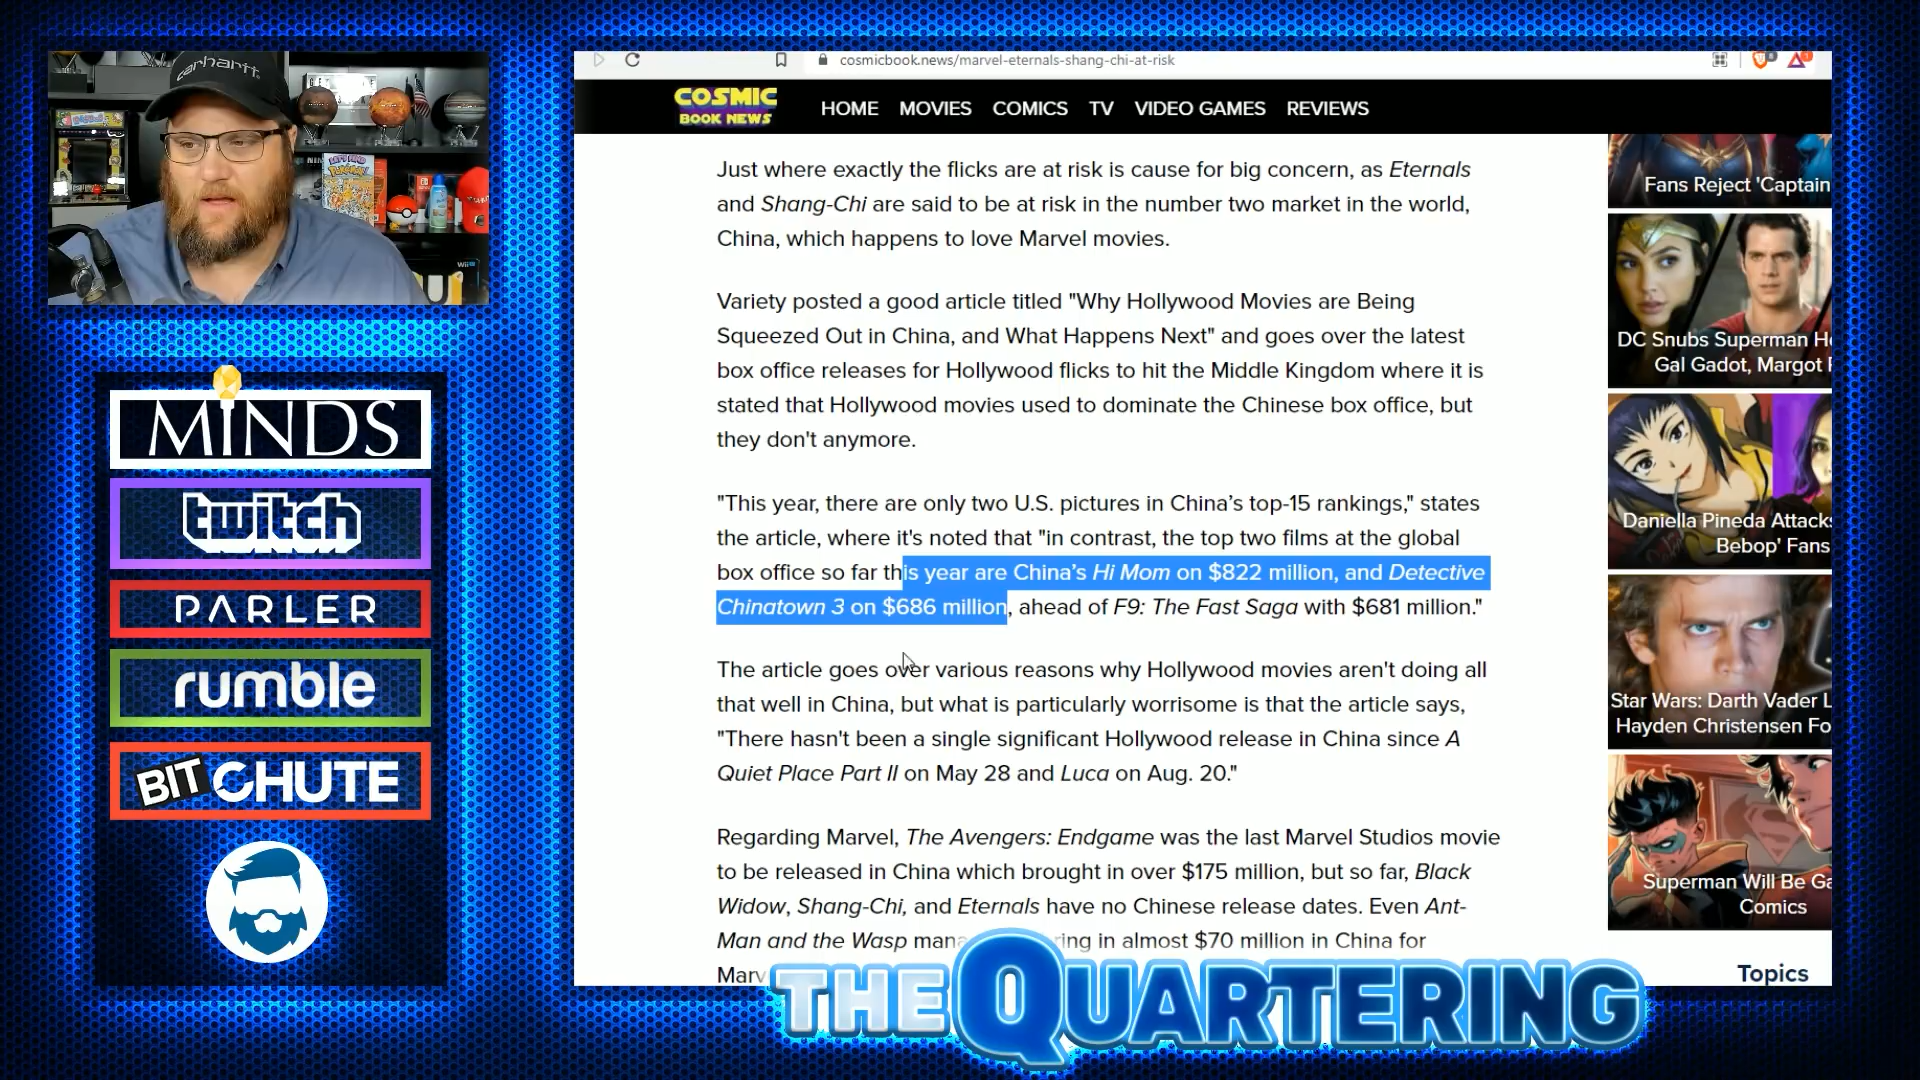 carhartt.
MINDS
twitch
PARLER
rumble
BITCHUTE
cosmicbook.news/marvel-eternals-shang-chi-at-risk
COSMIC
BOOK NEWS
HOME MOVIES COMICS TV VIDEO GAMES REVIEWS
Just where exactly the flicks are at risk is cause for big concern, as Eternals
and Shang-Chi are said to be at risk in the number two market in the world,
China, which happens to love Marvel movies.
Variety posted a good article titled "Why Hollywood Movies are Being
Squeezed Out in China, and What Happens Next" and goes over the latest
box office releases for Hollywood flicks to hit the Middle Kingdom where it is
stated that Hollywood movies used to dominate the Chinese box office, but
they don't anymore.
"This year, there are only two U.S. pictures in China’s top-15 rankings," states
the article, where it's noted that "in contrast, the top two films at the global
box office so far this year are China’s Hi Mom on $822 million, and Detective
Chinatown 3 on $686 million, ahead of F9: The Fast Saga with $681 million."
The article goes over various reasons why Hollywood movies aren't doing all
that well in China, but what is particularly worrisome is that the article says,
"There hasn't been a single significant Hollywood release in China since A
Quiet Place Part II on May 28 and Luca on Aug. 20."
Regarding Marvel, The Avengers: Endgame was the last Marvel Studios movie
to be released in China which brought in over $175 million, but so far, Black
Widow, Shang-Chi, and Eternals have no Chinese release dates. Even Ant-
Man and the Wasp in almost $70 million in China for
Fans Reject 'Captain
DC Snubs Superman
Gal Gadot, Margot
Daniella Pineda Attacks
Bebop' Fans
Star Wars: Darth Vader
Hayden Christensen
Superman Will Be
Comics
Topics
THE QUARTERING